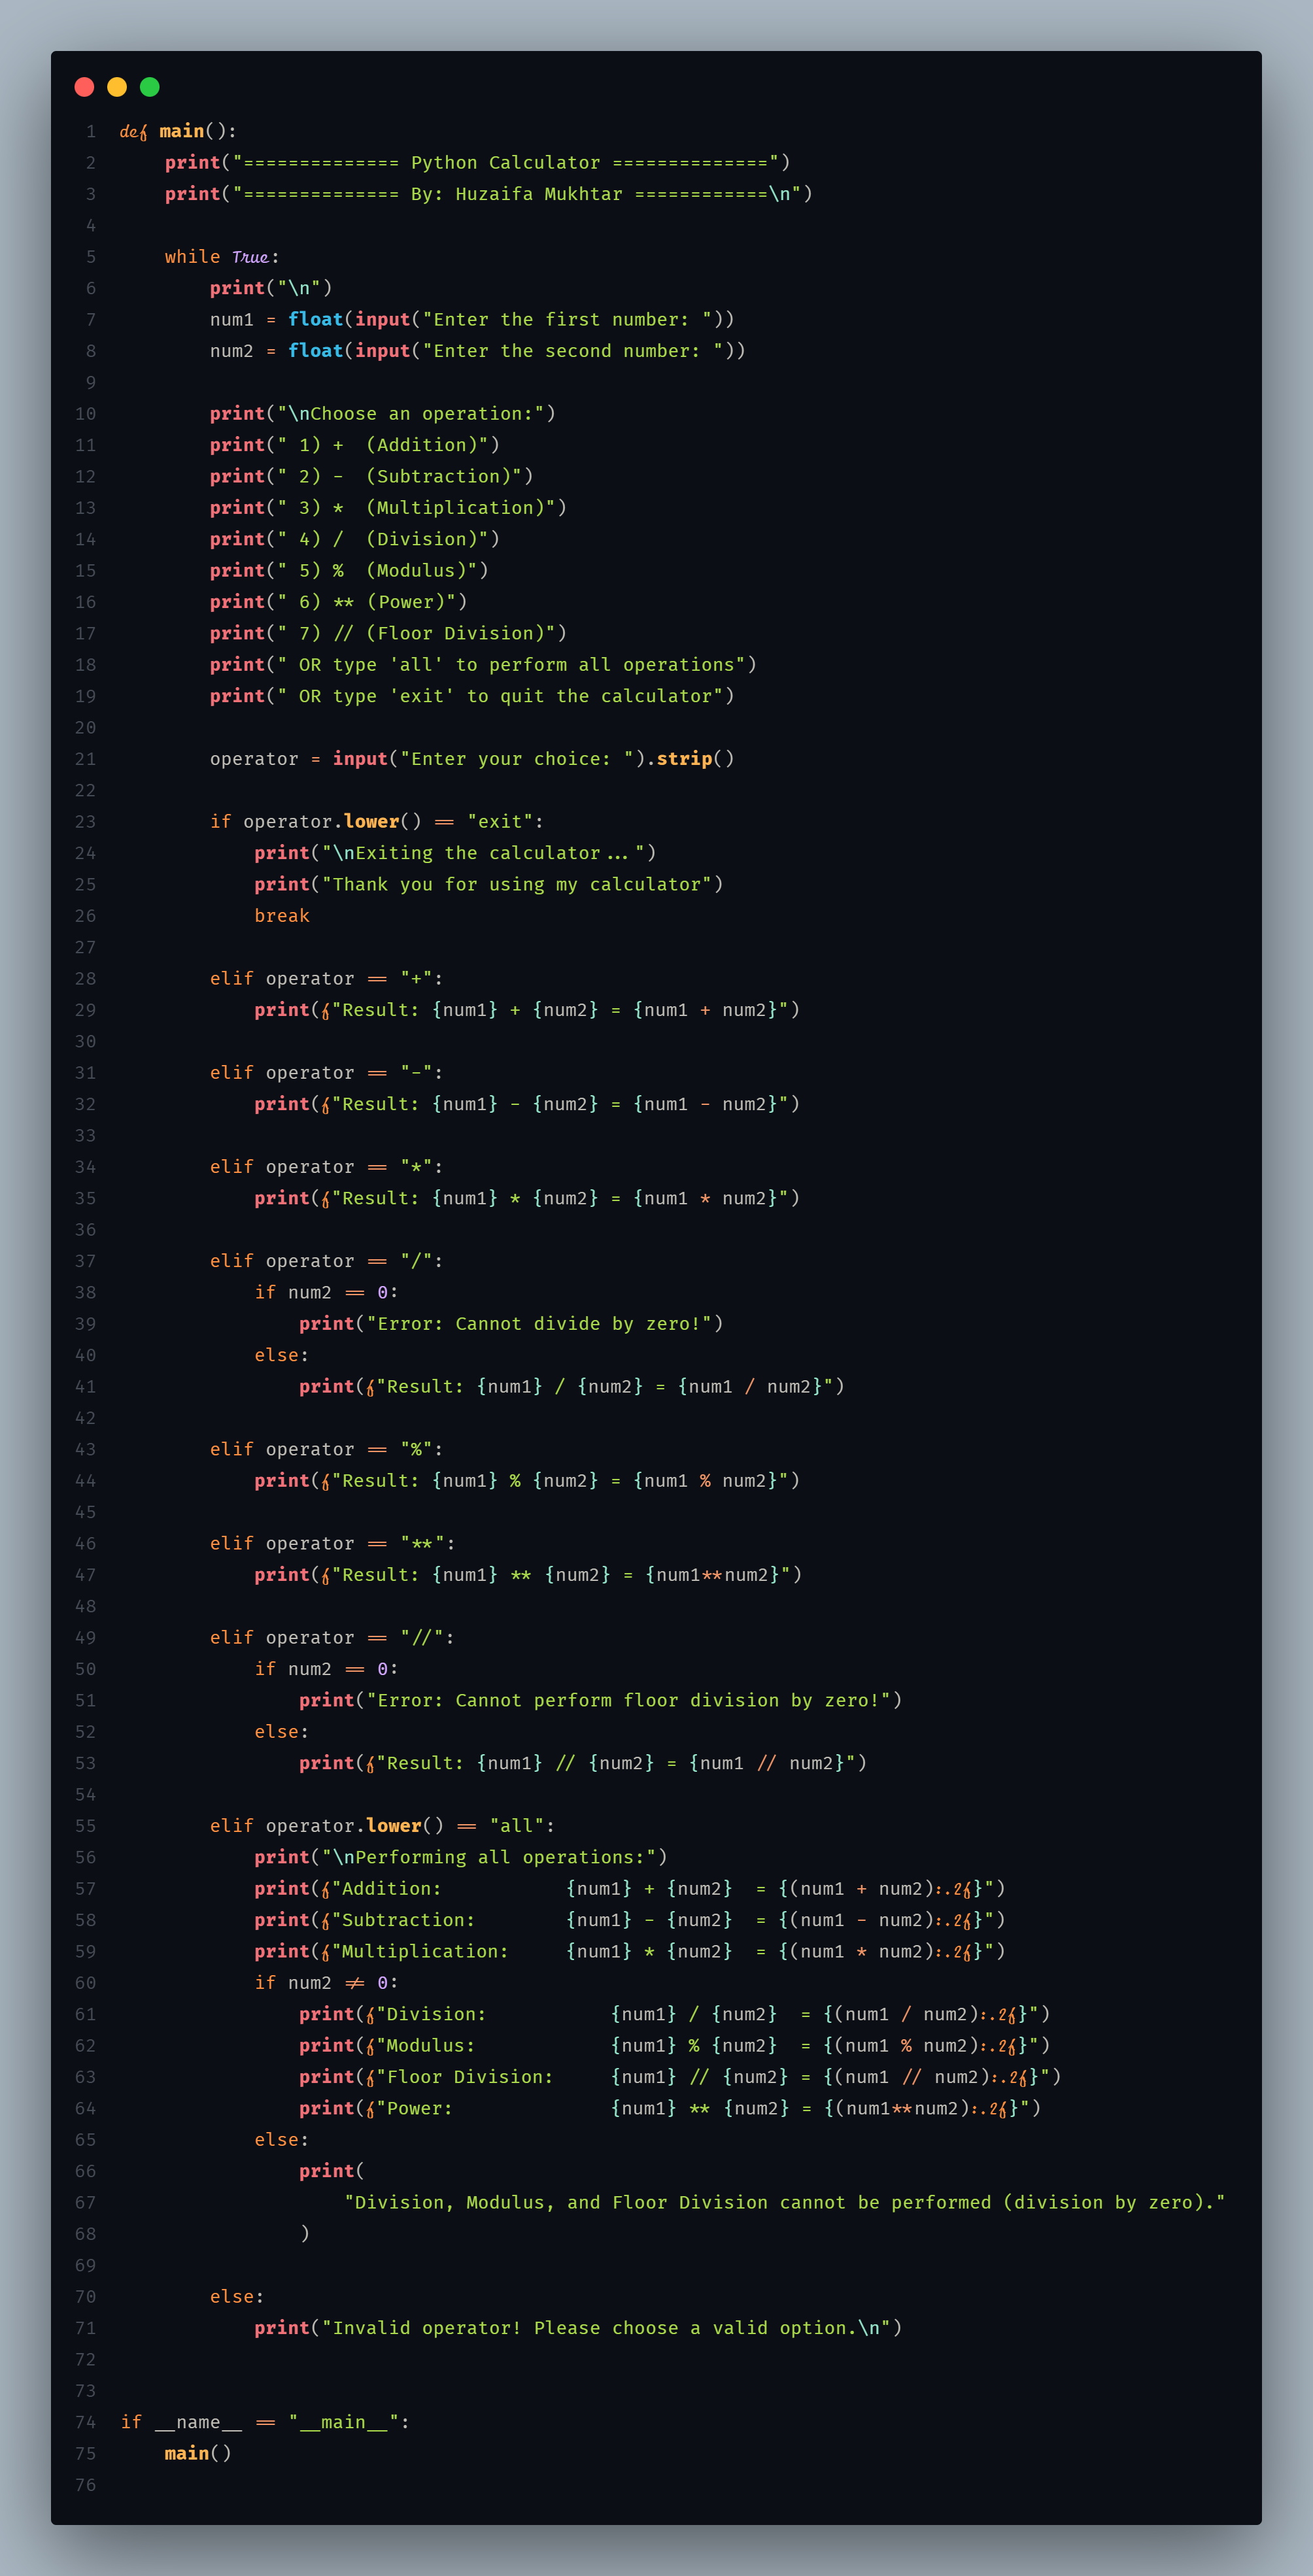 1 def main():
2     print("============== Python Calculator ==============")
3     print("============== By: Huzaifa Mukhtar ============\n")
4
5     while True:
6         print("\n")
7         num1 = float(input("Enter the first number: "))
8         num2 = float(input("Enter the second number: "))
9
10         print("\nChoose an operation:")
11         print(" 1) +  (Addition)")
12         print(" 2) -  (Subtraction)")
13         print(" 3) *  (Multiplication)")
14         print(" 4) /  (Division)")
15         print(" 5) %  (Modulus)")
16         print(" 6) ** (Power)")
17         print(" 7) // (Floor Division)")
18         print(" OR type 'all' to perform all operations")
19         print(" OR type 'exit' to quit the calculator")
20
21         operator = input("Enter your choice: ").strip()
22
23         if operator.lower() == "exit":
24             print("\nExiting the calculator...")
25             print("Thank you for using my calculator")
26             break
27
28         elif operator == "+":
29             print(f"Result: {num1} + {num2} = {num1 + num2}")
30
31         elif operator == "-":
32             print(f"Result: {num1} - {num2} = {num1 - num2}")
33
34         elif operator == "*":
35             print(f"Result: {num1} * {num2} = {num1 * num2}")
36
37         elif operator == "/":
38             if num2 == 0:
39                 print("Error: Cannot divide by zero!")
40             else:
41                 print(f"Result: {num1} / {num2} = {num1 / num2}")
42
43         elif operator == "%":
44             print(f"Result: {num1} % {num2} = {num1 % num2}")
45
46         elif operator == "**":
47             print(f"Result: {num1} ** {num2} = {num1**num2}")
48
49         elif operator == "//":
50             if num2 == 0:
51                 print("Error: Cannot perform floor division by zero!")
52             else:
53                 print(f"Result: {num1} // {num2} = {num1 // num2}")
54
55         elif operator.lower() == "all":
56             print("\nPerforming all operations:")
57             print(f"Addition:           {num1} + {num2}  = {(num1 + num2):.2f}")
58             print(f"Subtraction:        {num1} - {num2}  = {(num1 - num2):.2f}")
59             print(f"Multiplication:     {num1} * {num2}  = {(num1 * num2):.2f}")
60             if num2 != 0:
61                 print(f"Division:           {num1} / {num2}  = {(num1 / num2):.2f}")
62                 print(f"Modulus:            {num1} % {num2}  = {(num1 % num2):.2f}")
63                 print(f"Floor Division:     {num1} // {num2} = {(num1 // num2):.2f}")
64                 print(f"Power:              {num1} ** {num2} = {(num1**num2):.2f}")
65             else:
66                 print(
67                     "Division, Modulus, and Floor Division cannot be performed (division by zero)."
68                 )
69
70         else:
71             print("Invalid operator! Please choose a valid option.\n")
72
73
74 if __name__ == "__main__":
75     main()
76